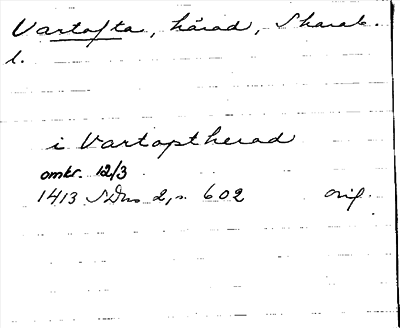 Vartofta, härad, Skarab.
l.
i Vartoptherad
omkr. 12/3
1413 SDns 2, s. 602 orig.